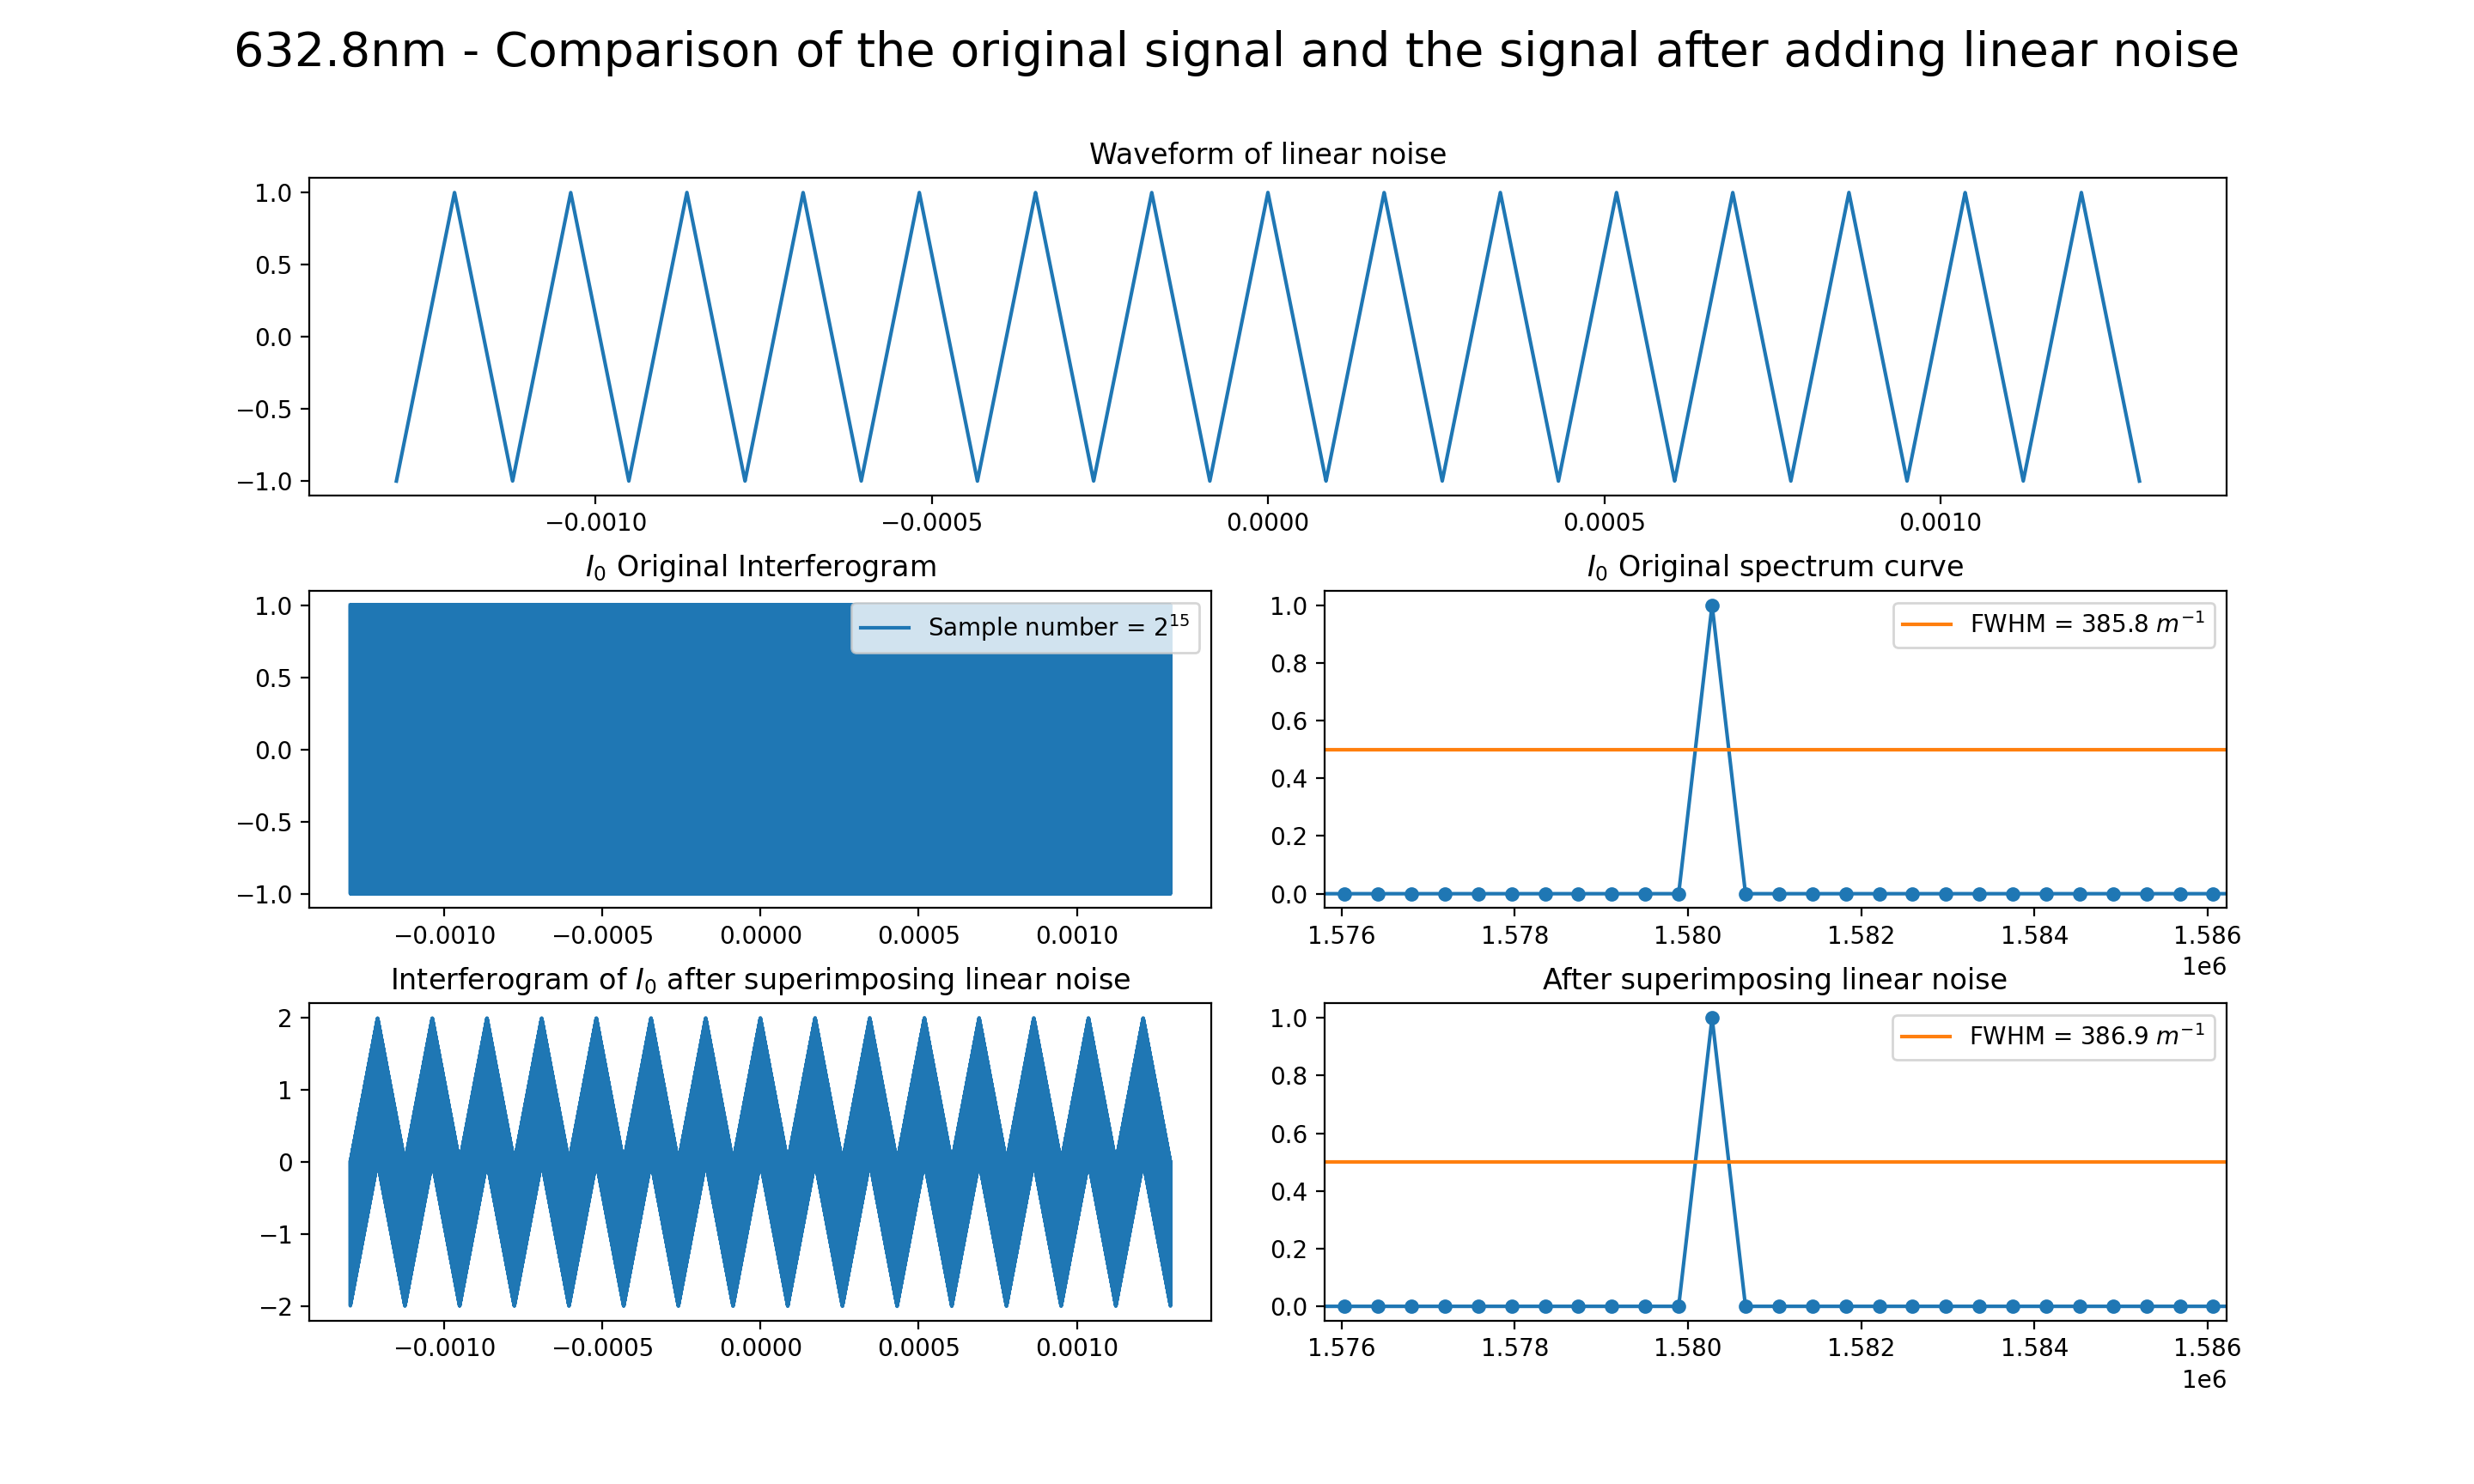 632.8nm - Comparison of the original signal and the signal after adding linear noise
Waveform of linear noise
1.0
0.5
0.0
−0.5
−1.0
−0.0010 −0.0005 0.0000 0.0005 0.0010
I₀ Original Interferogram
1.0
0.5
0.0
−0.5
−1.0
Sample number = 2¹⁵
−0.0010 −0.0005 0.0000 0.0005 0.0010
I₀ Original spectrum curve
1.0
0.8
0.6
0.4
0.2
0.0
FWHM = 385.8 m⁻¹
1.576 1.578 1.580 1.582 1.584 1.586
1e6
Interferogram of I₀ after superimposing linear noise
2
1
0
−1
−2
−0.0010 −0.0005 0.0000 0.0005 0.0010
After superimposing linear noise
1.0
0.8
0.6
0.4
0.2
0.0
FWHM = 386.9 m⁻¹
1.576 1.578 1.580 1.582 1.584 1.586
1e6